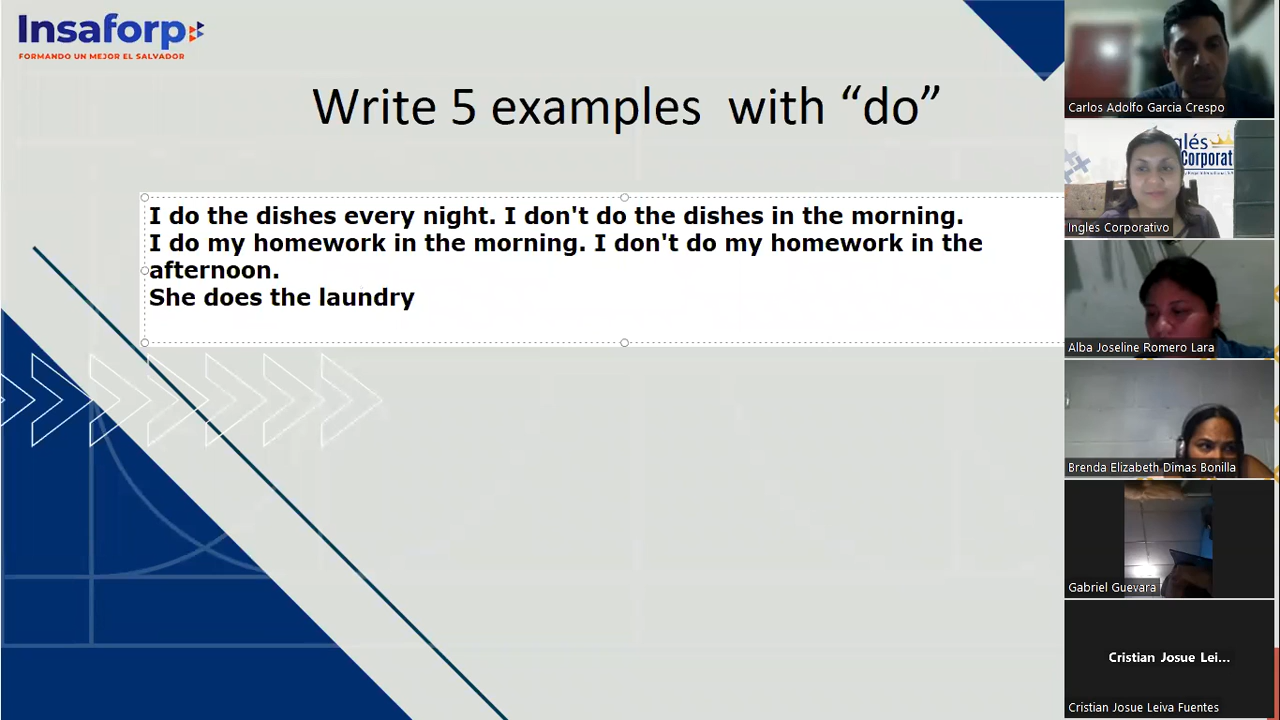 Insaforp
FORMANDO UN MEJOR EL SALVADOR
Write 5 examples with “do”
I do the dishes every night. I don't do the dishes in the morning.
I do my homework in the morning. I don't do my homework in the
afternoon.
She does the laundry
Carlos Adolfo Garcia Crespo
glés
Corporat
Ingles Corporativo
Alba Joseline Romero Lara
Brenda Elizabeth Dimas Bonilla
Gabriel Guevara
Cristian Josue Lei...
Cristian Josue Leiva Fuentes